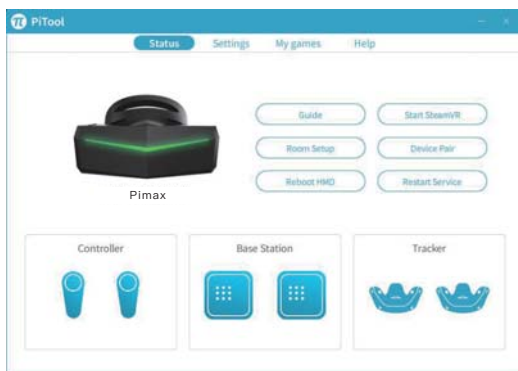 PiTool
Status Settings My games Help
Guide Start SteamVR
Room Setup Device Pair
Pimax
Reboot HMD Restart Service
Controller Base Station Tracker